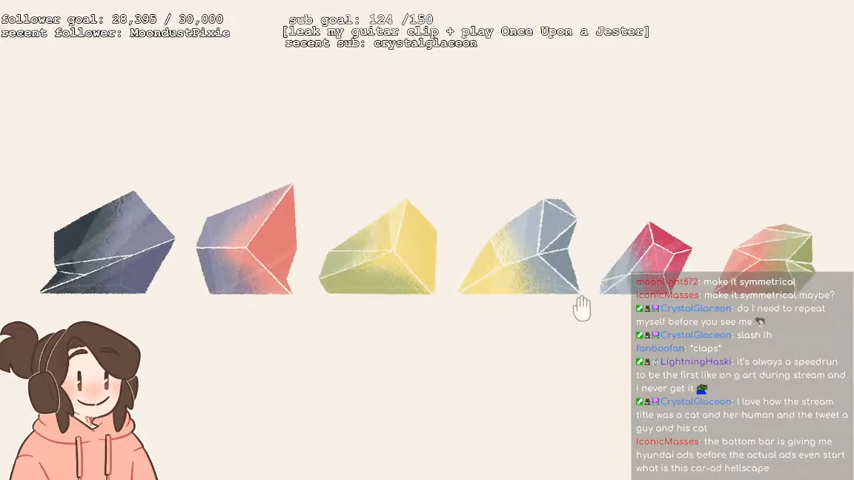 follower goal: 28,395 / 30,000
recent follower: MoondustPixie
sub goal: 124 /150
[leak my guitar clip + play Once Upon a Jester]
recent sub: crystalglaceon
moonlight872: make it symmetrical
IconicMasses: make it symmetrical maybe?
CrystalGlaceon: do I need to repeat
myself before you see me
CrystalGlaceon: slash lh
fanboofan: *claps*
LightningHaski: it's always a speedrun
to be the first like on g art during stream and
i never get it
CrystalGlaceon: I love how the stream
title was a cat and her human and the tweet a
guy and his cat
IconicMasses: the bottom bar is giving me
hyundai ads before the actual ads even start
what is this car-ad hellscape